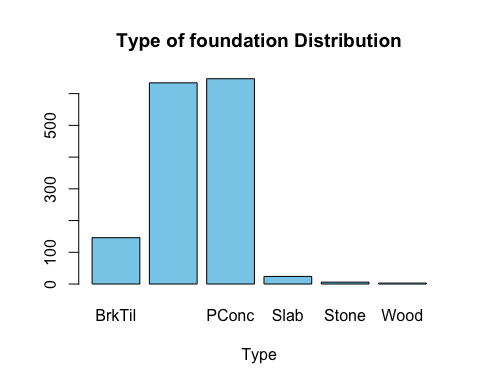 Type of foundation Distribution
500
300
100
0
BrkTil PConc Slab Stone Wood
Type